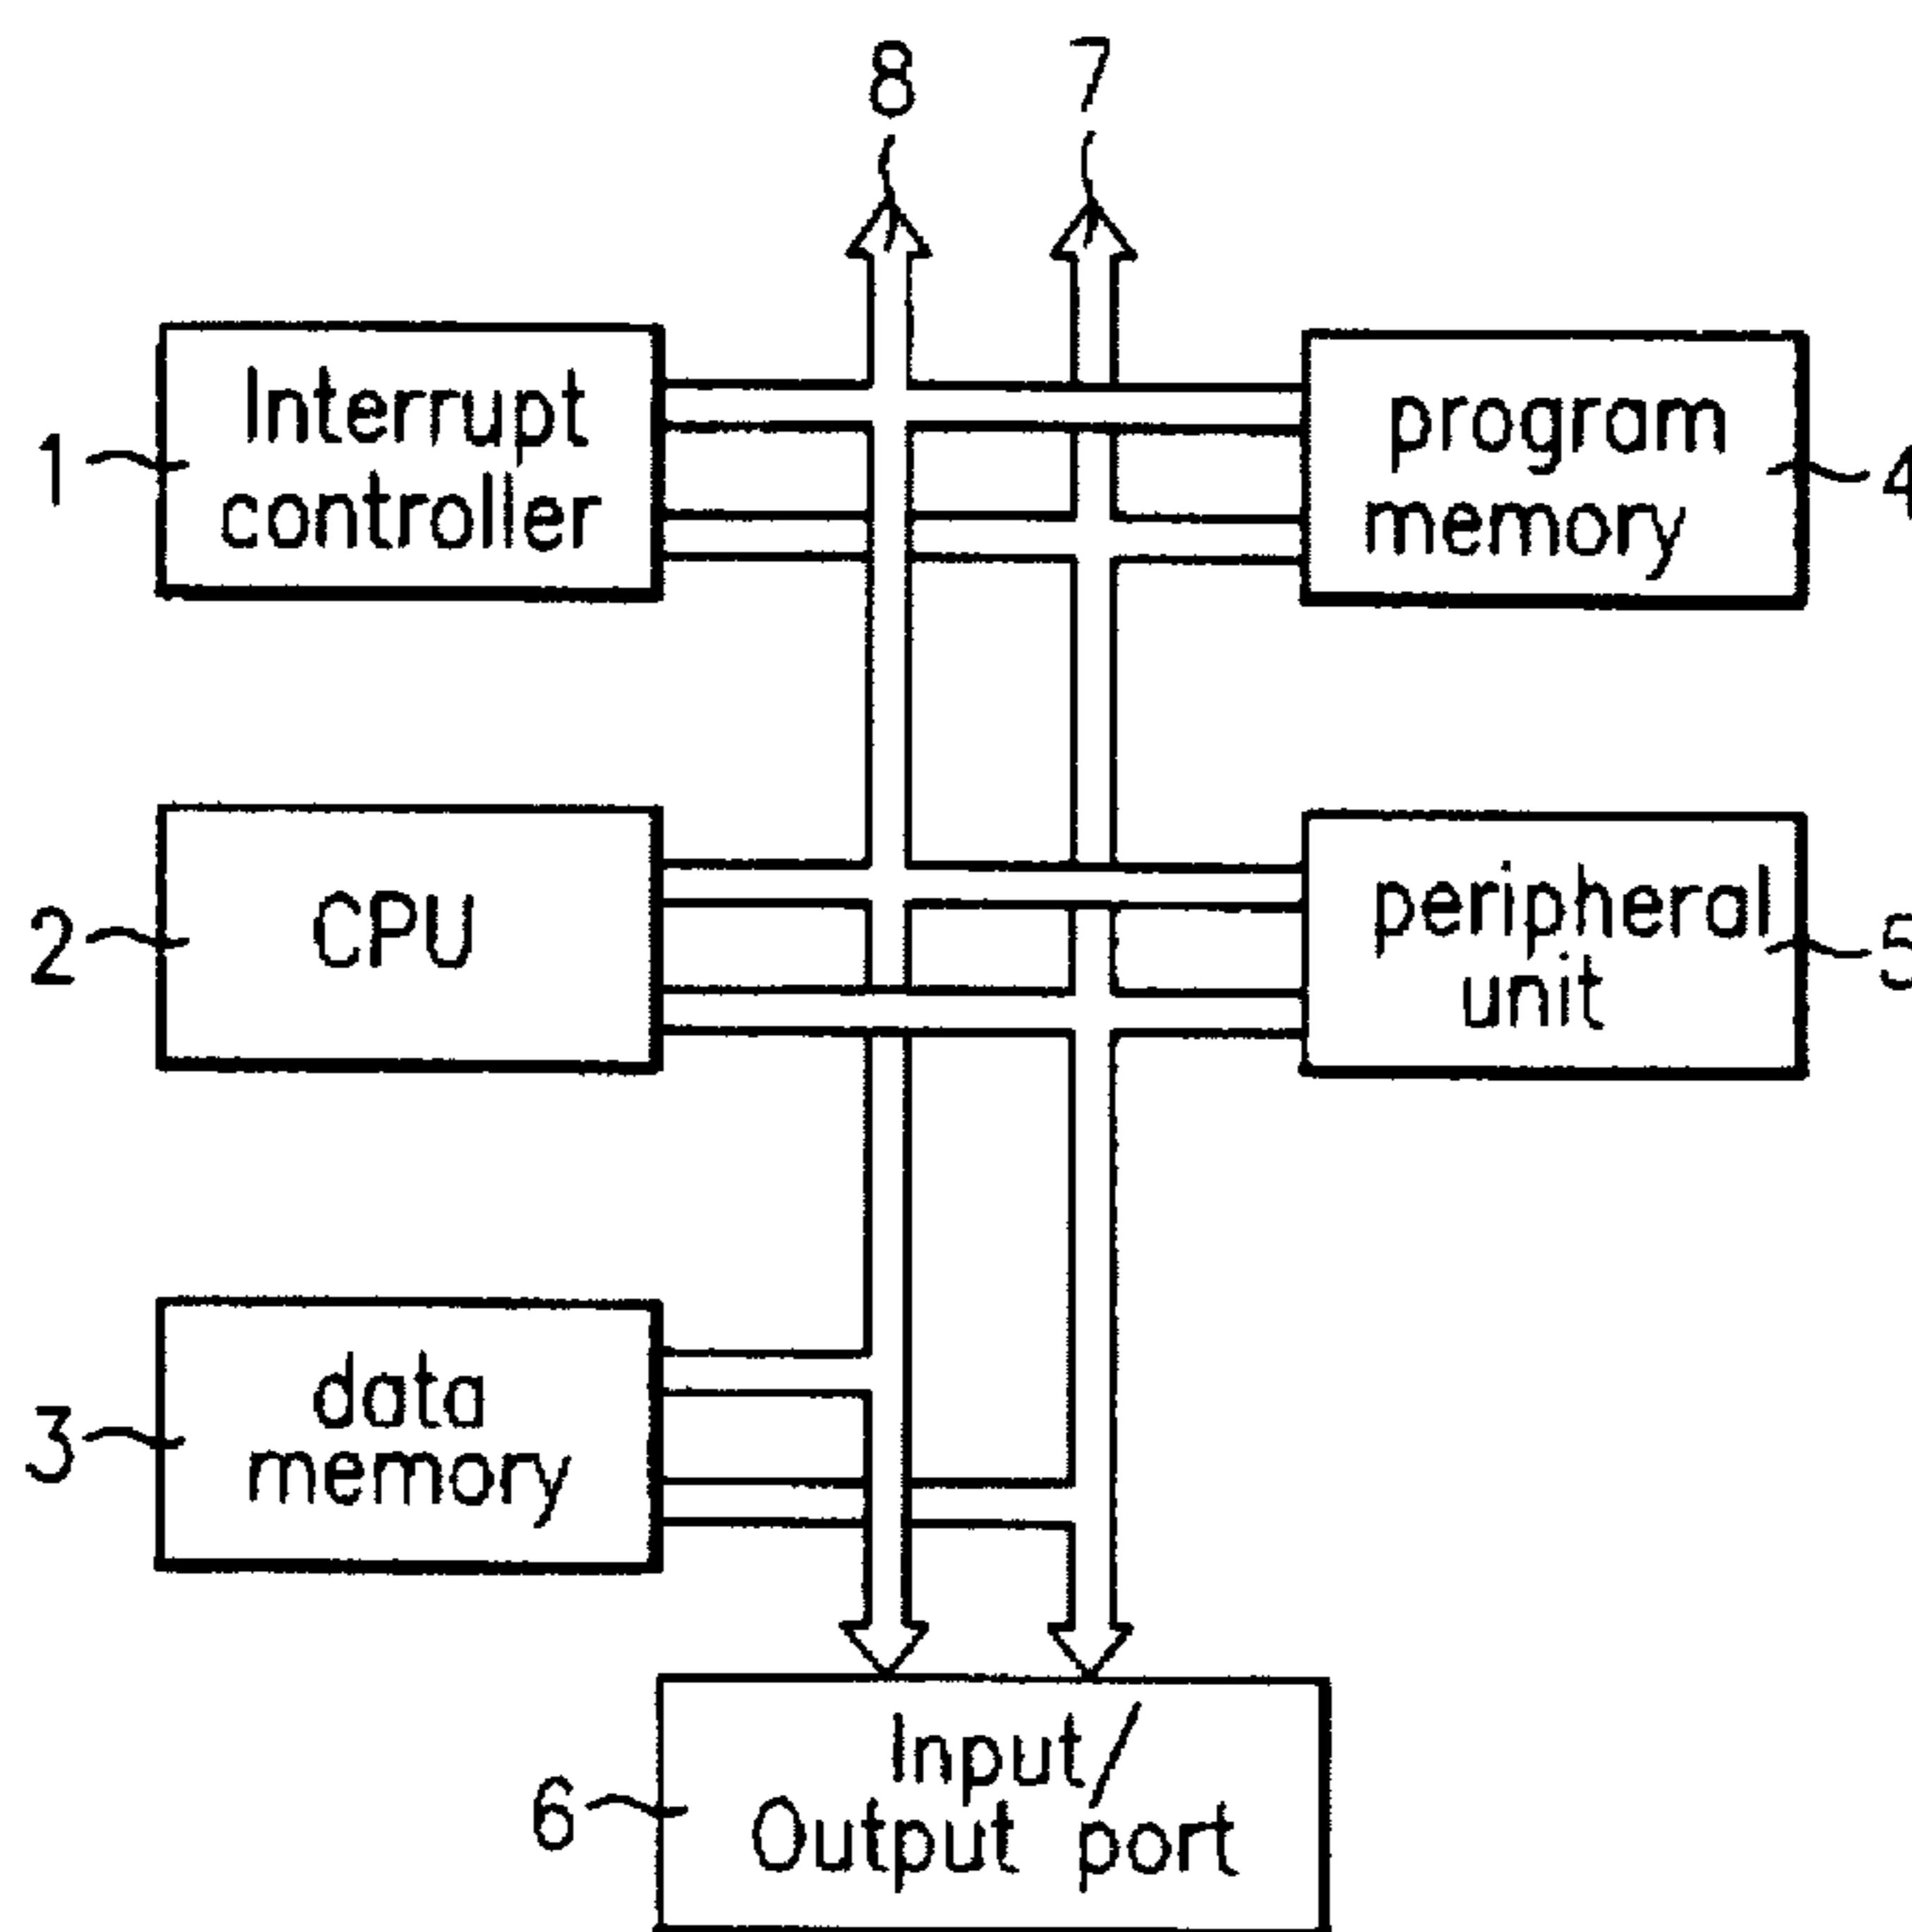 8
7
Interrupt
controller
1
program
memory
4
CPU
2
peripheral
unit
5
data
memory
3
Input/
Output port
6